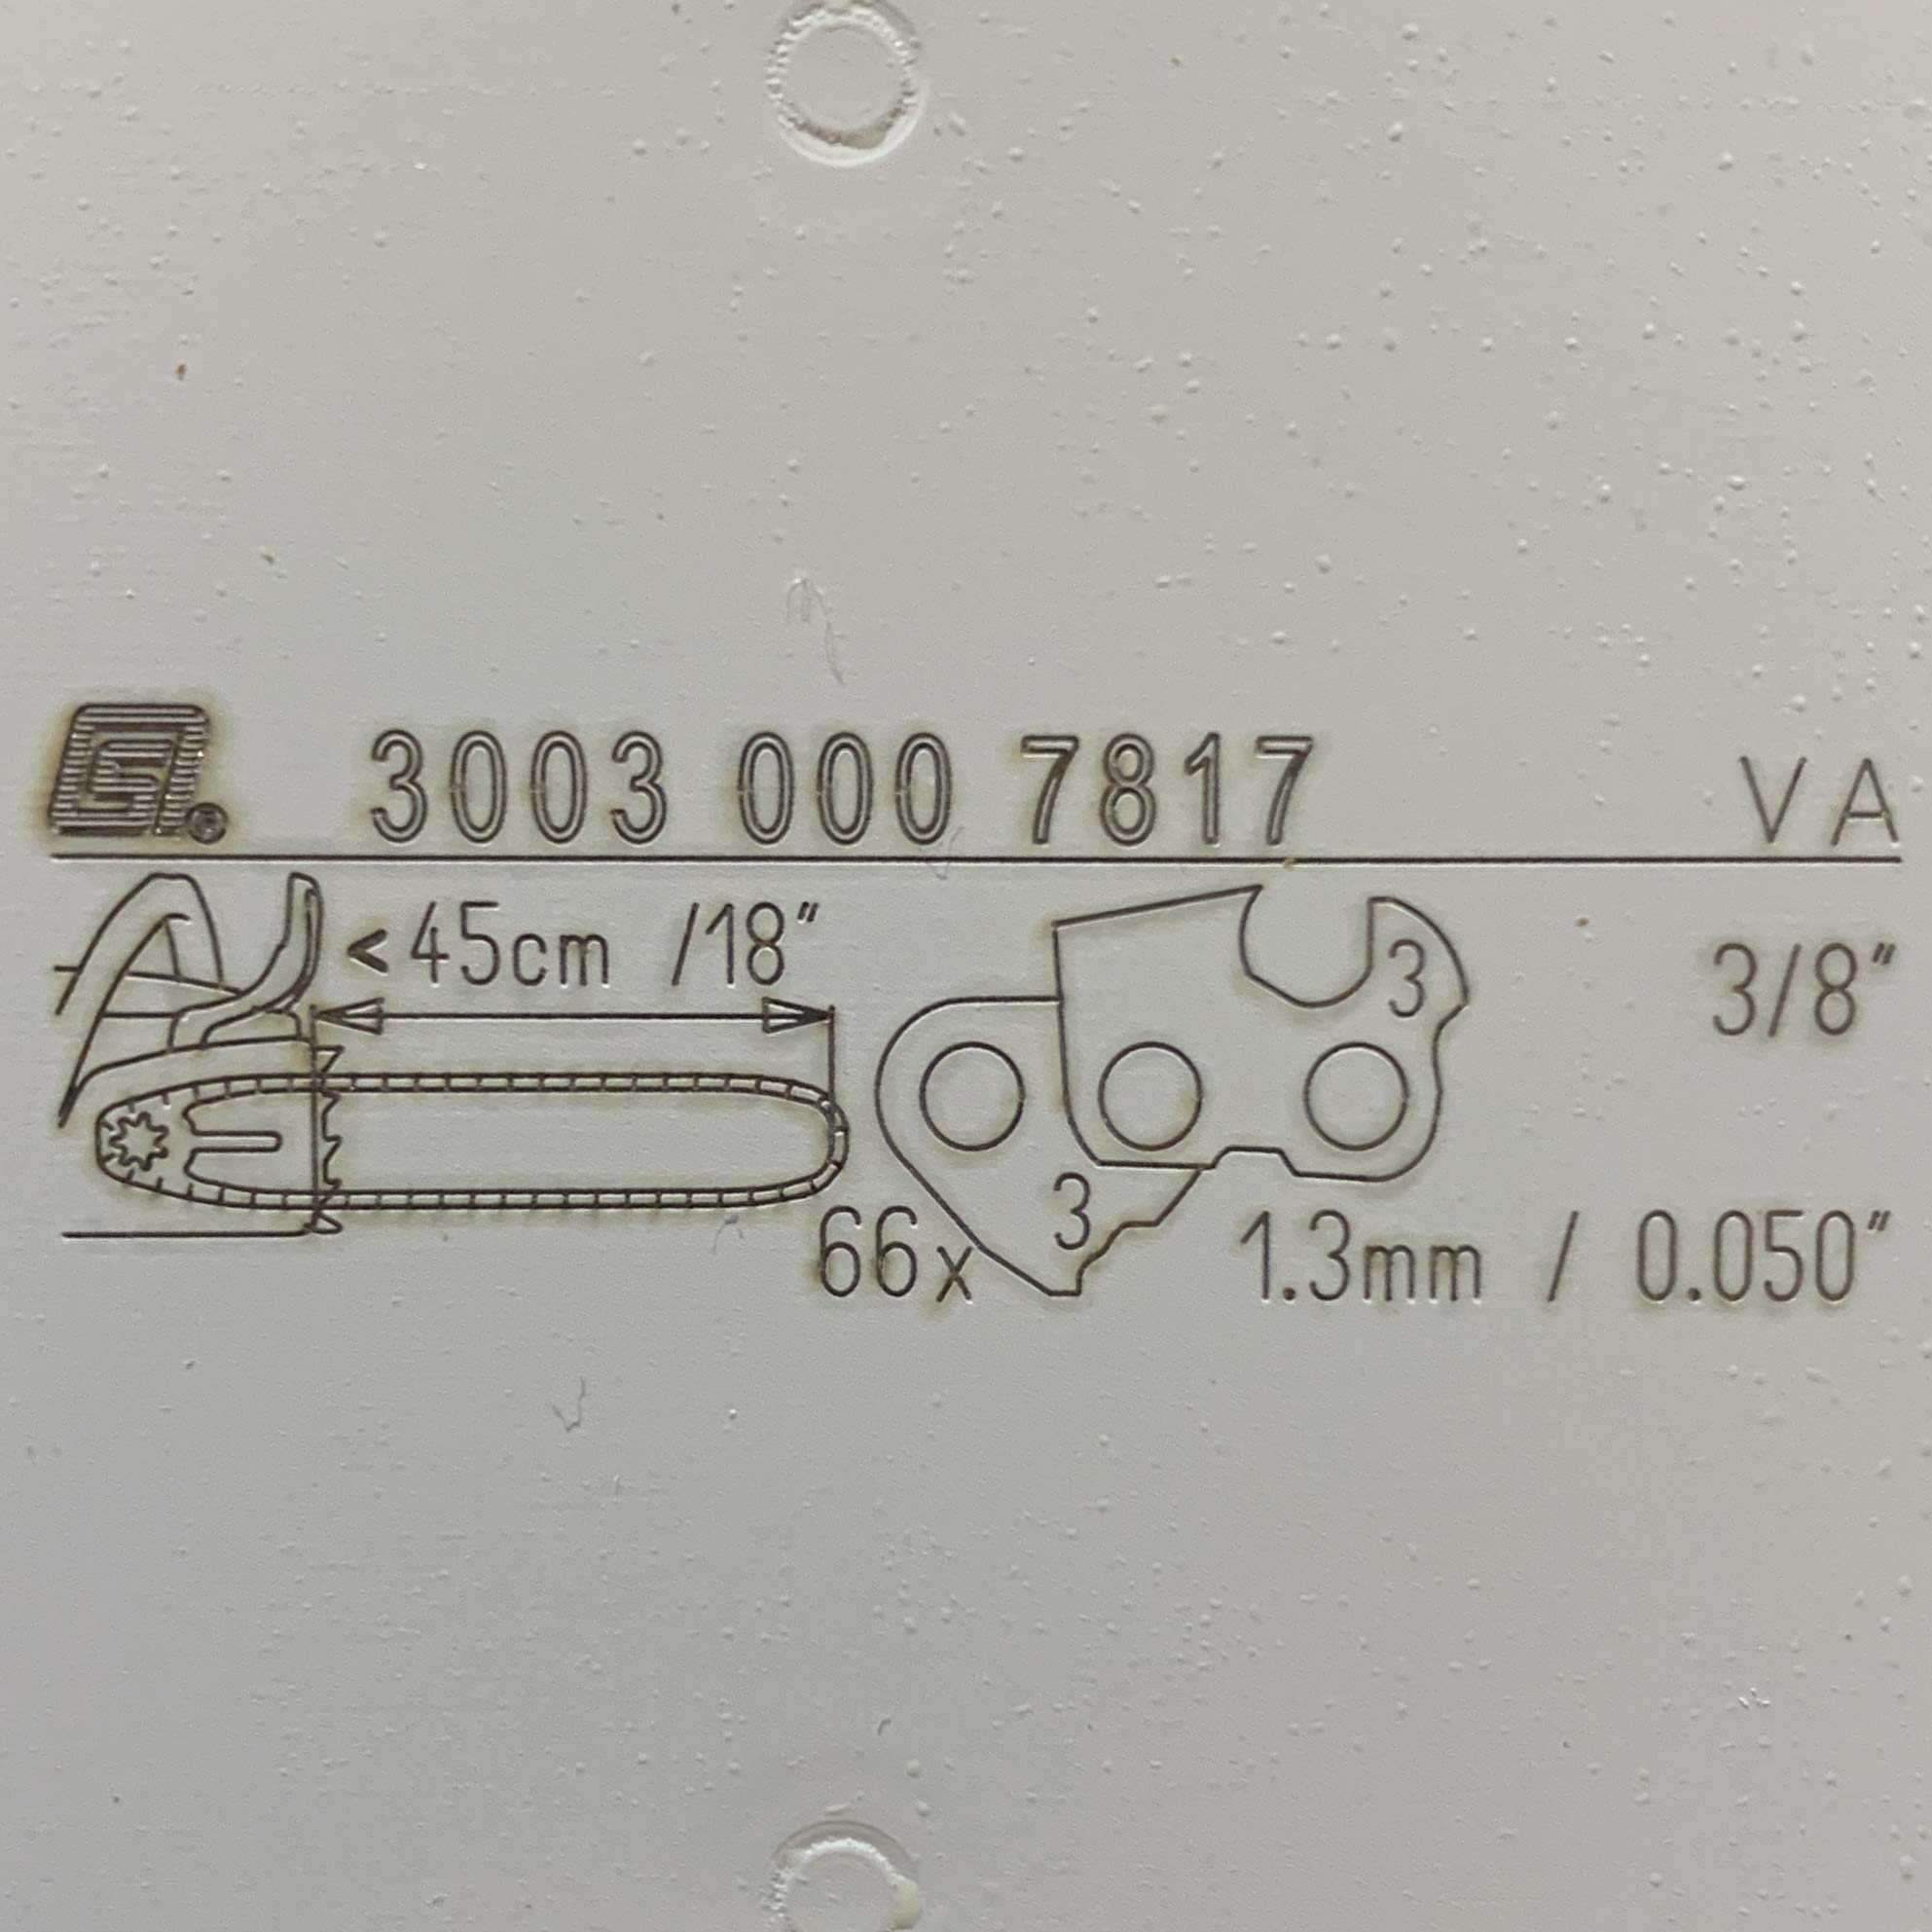 ® 3003 000 7817 VA
<45cm /18" 3 3/8"
66x 3 1.3mm / 0.050"